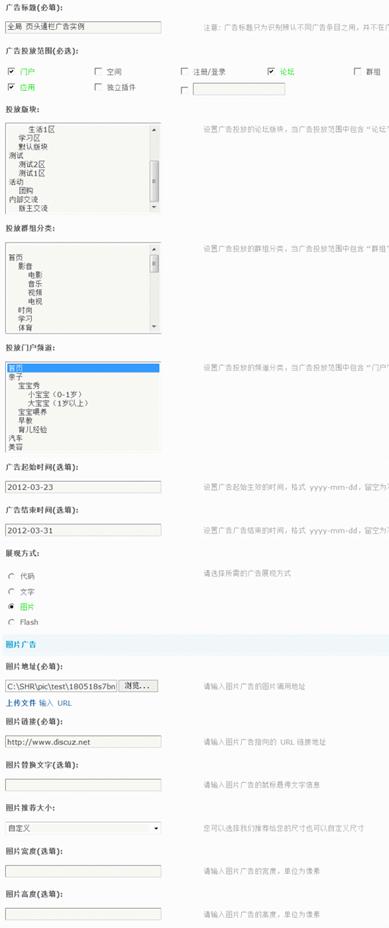 广告标题(必填):
全局 页头通栏广告实例 注意: 广告标题只为识别辨认不同广告条目之用，并不在广
广告投放范围(必选):
门户 空间 注册/登录 论坛 群组
应用 独立插件
投放版块:
生活1区 设置广告投放的论坛版块，当广告投放范围中包含“论坛”
学习区
默认版块
测试
测试2区
测试1区
活动
团购
内部交流
版主交流
投放群组分类:
设置广告投放的群组分类，当广告投放范围中包含“群组”
首页
影音
电影
音乐
视频
电视
时尚
学习
体育
投放门户频道:
首页 设置广告投放的频道分类，当广告投放范围中包含“门户”
亲子
宝宝秀
小宝宝（0-1岁）
大宝宝（1岁以上）
宝宝喂养
早教
育儿经验
汽车
美容
广告起始时间(选填):
2012-03-23 设置广告起始生效的时间，格式 yyyy-mm-dd，留空为不
广告结束时间(选填):
2012-03-31 设置广告广告结束的时间，格式 yyyy-mm-dd，留空为不
展现方式:
代码 请选择所需的广告展现方式
文字
图片
Flash
图片广告
图片地址(必填):
C:\SHR\pic\test\180518s7bn 浏览... 请输入图片广告的图片调用地址
上传文件 输入 URL
图片链接(必填):
http://www.discuz.net 请输入图片广告指向的 URL 链接地址
图片替换文字(选填):
请输入图片广告的鼠标悬停文字信息
图片推荐大小:
自定义 您可以选择我们推荐给您的尺寸也可以自定义尺寸
图片宽度(选填):
请输入图片广告的宽度，单位为像素
图片高度(选填):
请输入图片广告的高度，单位为像素